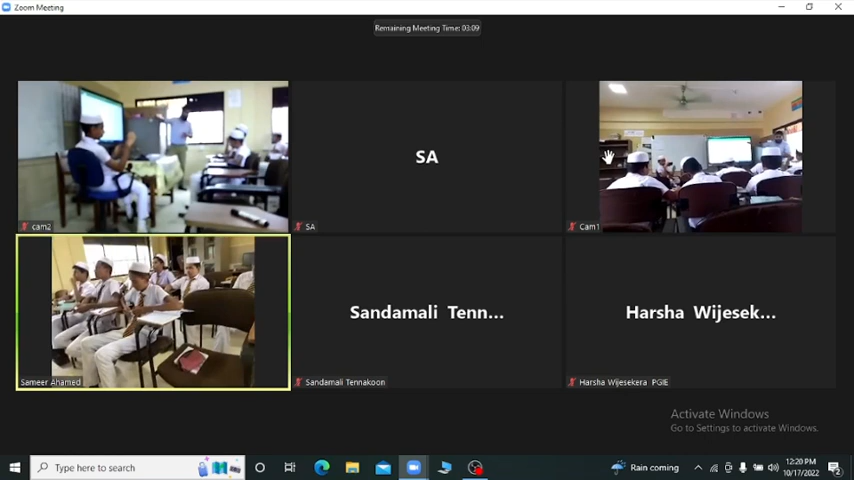 Zoom Meeting
Remaining Meeting Time: 03:09
SA
cam2
SA
Cam1
Sandamali Tenn...
Harsha Wijesek...
Sameer Ahamed
Sandamali Tennakoon
Harsha Wijesekera PGIE
Activate Windows
Go to Settings to activate Windows.
Type here to search
Rain coming
12:20 PM
10/17/2022
2